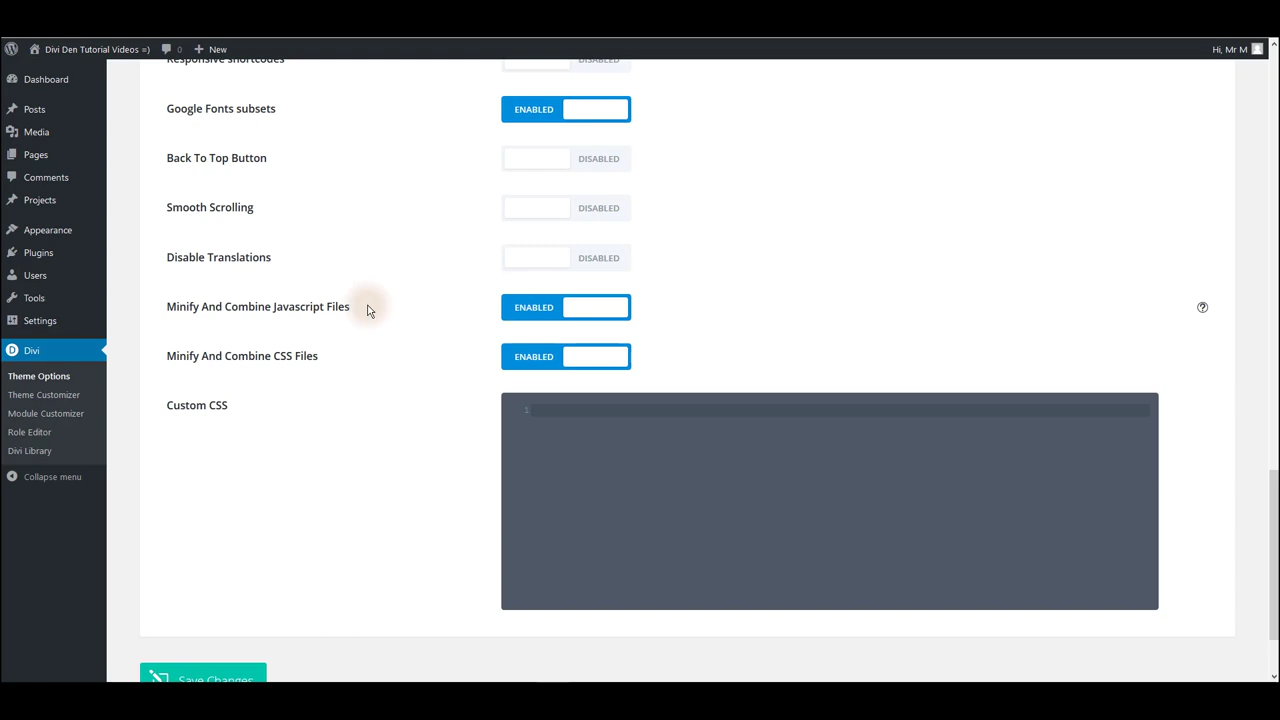 Divi Den Tutorial Videos =) 0 New Hi, Mr M
Dashboard
Posts
Media
Pages
Comments
Projects
Appearance
Plugins
Users
Tools
Settings
Divi
Theme Options
Theme Customizer
Module Customizer
Role Editor
Divi Library
Collapse menu
Responsive shortcodes DISABLED
Google Fonts subsets ENABLED
Back To Top Button DISABLED
Smooth Scrolling DISABLED
Disable Translations DISABLED
Minify And Combine Javascript Files ENABLED
Minify And Combine CSS Files ENABLED
Custom CSS
1
Save Changes